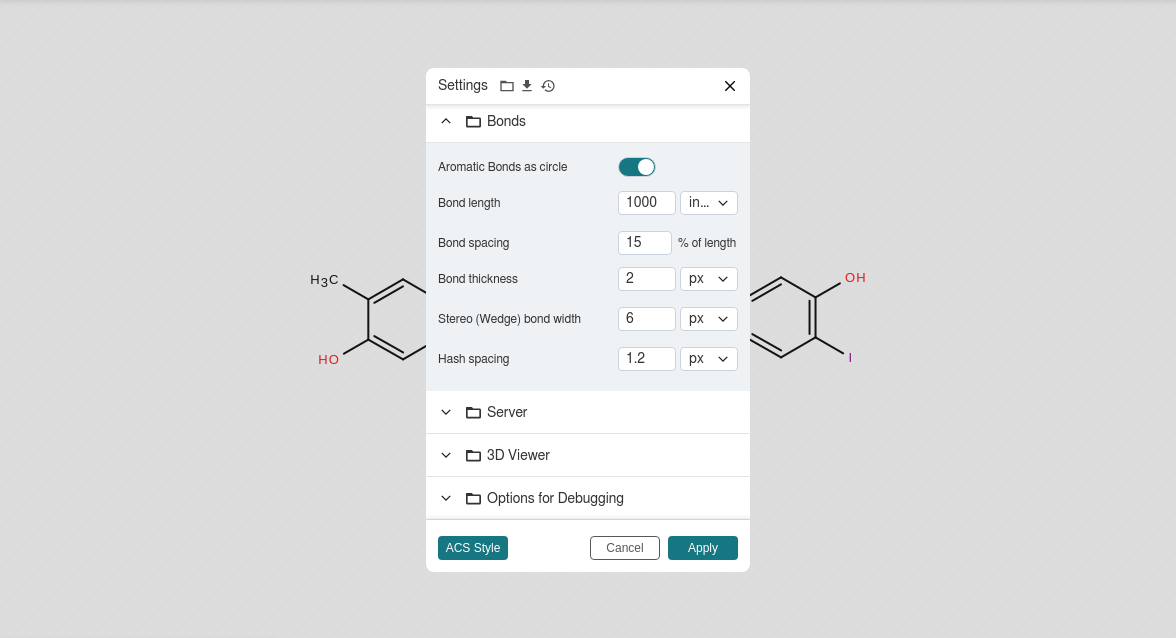 Settings
Bonds
Aromatic Bonds as circle
Bond length 1000 in...
Bond spacing 15 % of length
Bond thickness 2 px
Stereo (Wedge) bond width 6 px
Hash spacing 1.2 px
Server
3D Viewer
Options for Debugging
ACS Style Cancel Apply
H3C
HO
OH
I